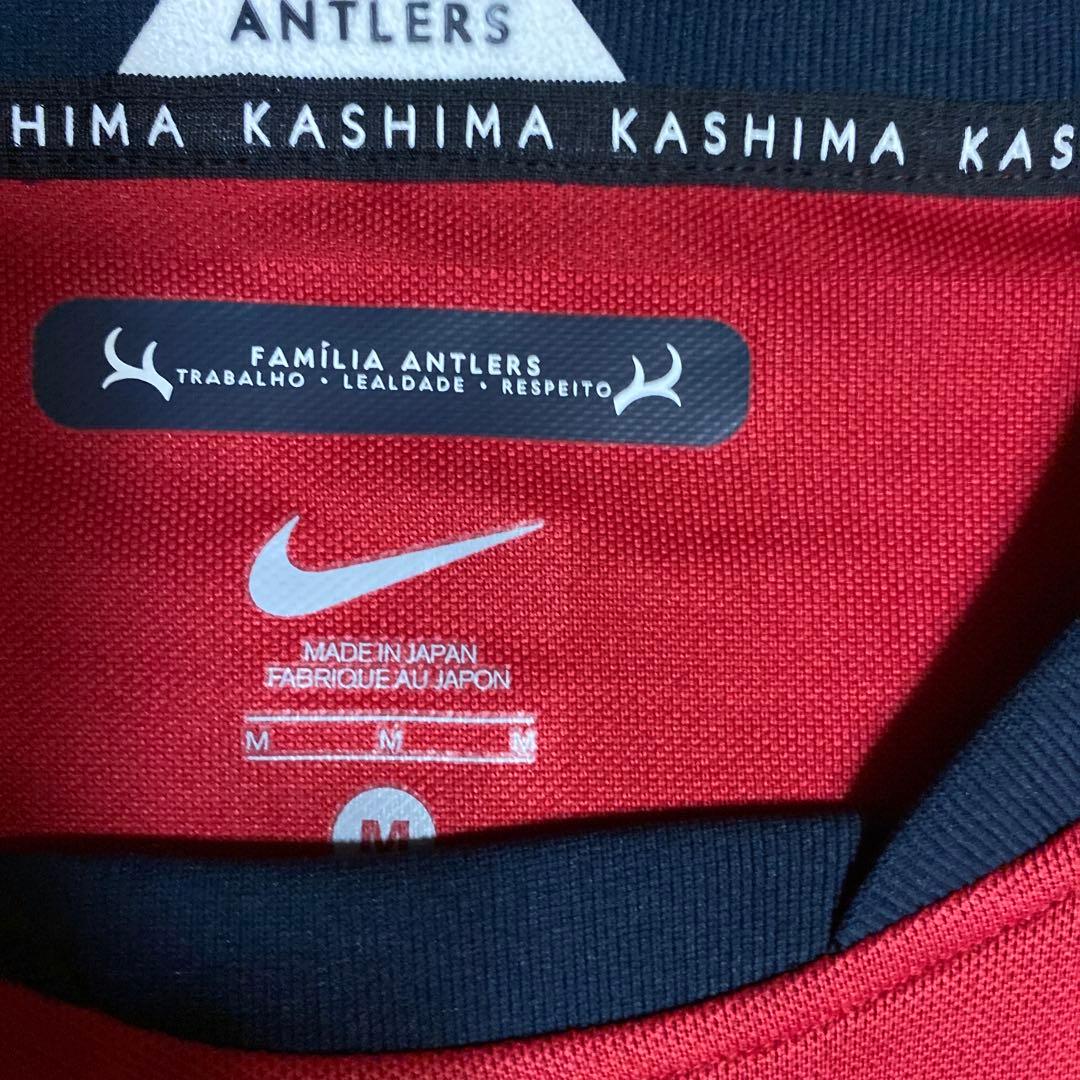 ANTLERS
HIMA KASHIMA KASHIMA KAS
FAMÍLIA ANTLERS
TRABALHO · LEALDADE · RESPEITO
MADE IN JAPAN
FABRIQUE AU JAPON
M M M
M